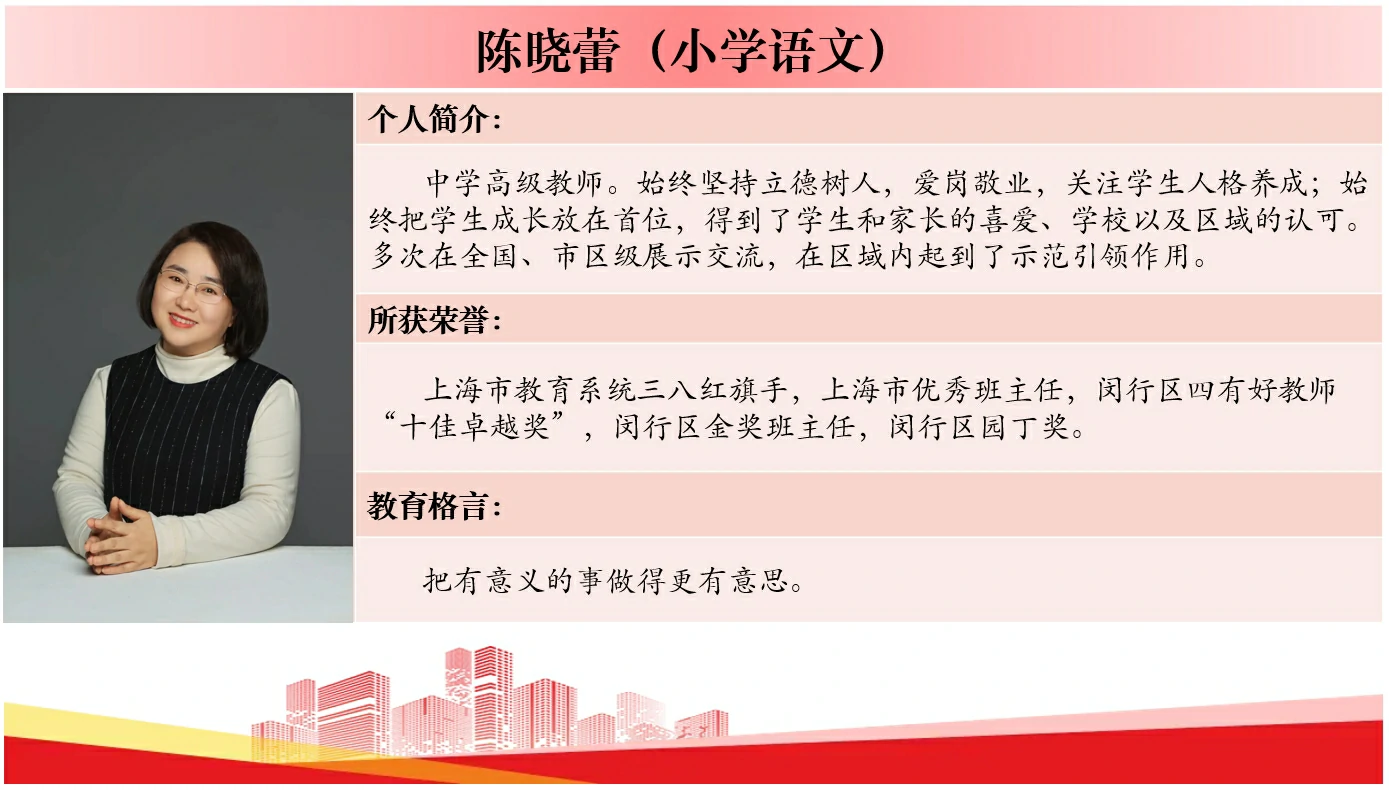 陈晓蕾（小学语文）
个人简介：
中学高级教师。始终坚持立德树人，爱岗敬业，关注学生人格养成；始
终把学生成长放在首位，得到了学生和家长的喜爱、学校以及区域的认可。
多次在全国、市区级展示交流，在区域内起到了示范引领作用。
所获荣誉：
上海市教育系统三八红旗手，上海市优秀班主任，闵行区四有好教师
“十佳卓越奖”，闵行区金奖班主任，闵行区园丁奖。
教育格言：
把有意义的事做得更有意思。